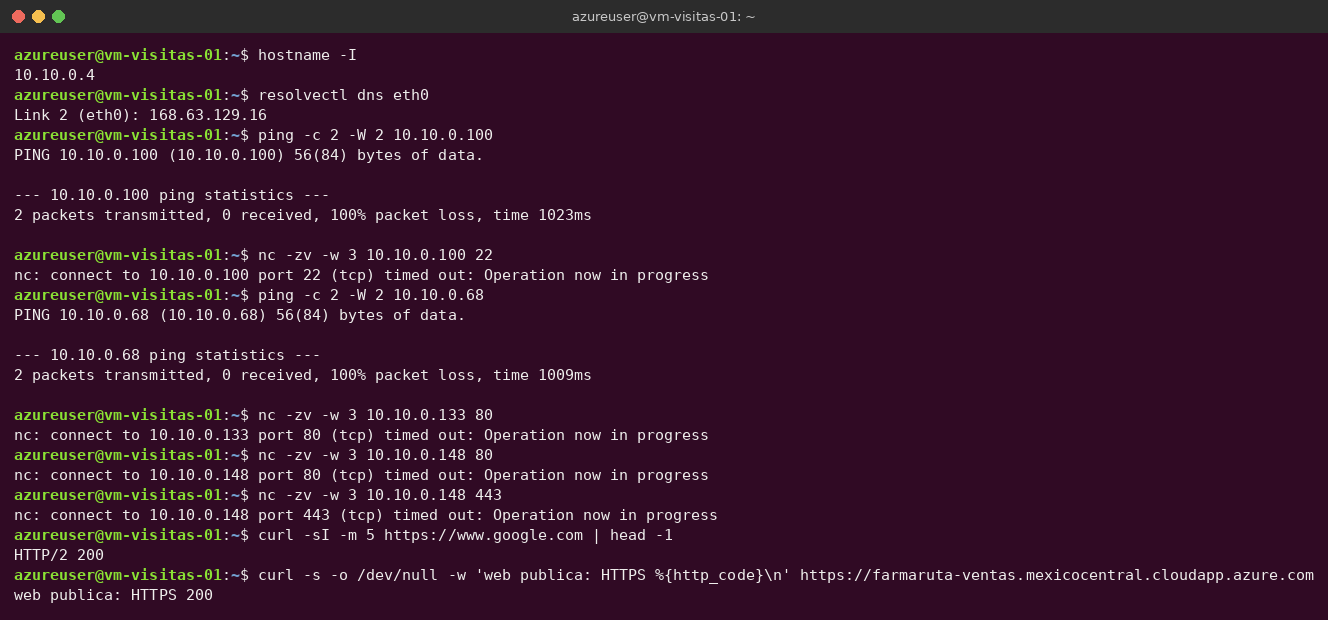 azureuser@vm-visitas-01: ~
azureuser@vm-visitas-01:~$ hostname -I
10.10.0.4
azureuser@vm-visitas-01:~$ resolvectl dns eth0
Link 2 (eth0): 168.63.129.16
azureuser@vm-visitas-01:~$ ping -c 2 -W 2 10.10.0.100
PING 10.10.0.100 (10.10.0.100) 56(84) bytes of data.
--- 10.10.0.100 ping statistics ---
2 packets transmitted, 0 received, 100% packet loss, time 1023ms
azureuser@vm-visitas-01:~$ nc -zv -w 3 10.10.0.100 22
nc: connect to 10.10.0.100 port 22 (tcp) timed out: Operation now in progress
azureuser@vm-visitas-01:~$ ping -c 2 -W 2 10.10.0.68
PING 10.10.0.68 (10.10.0.68) 56(84) bytes of data.
--- 10.10.0.68 ping statistics ---
2 packets transmitted, 0 received, 100% packet loss, time 1009ms
azureuser@vm-visitas-01:~$ nc -zv -w 3 10.10.0.133 80
nc: connect to 10.10.0.133 port 80 (tcp) timed out: Operation now in progress
azureuser@vm-visitas-01:~$ nc -zv -w 3 10.10.0.148 80
nc: connect to 10.10.0.148 port 80 (tcp) timed out: Operation now in progress
azureuser@vm-visitas-01:~$ nc -zv -w 3 10.10.0.148 443
nc: connect to 10.10.0.148 port 443 (tcp) timed out: Operation now in progress
azureuser@vm-visitas-01:~$ curl -sI -m 5 https://www.google.com | head -1
HTTP/2 200
azureuser@vm-visitas-01:~$ curl -s -o /dev/null -w 'web publica: HTTPS %{http_code}\n' https://farmaruta-ventas.mexicocentral.cloudapp.azure.com
web publica: HTTPS 200